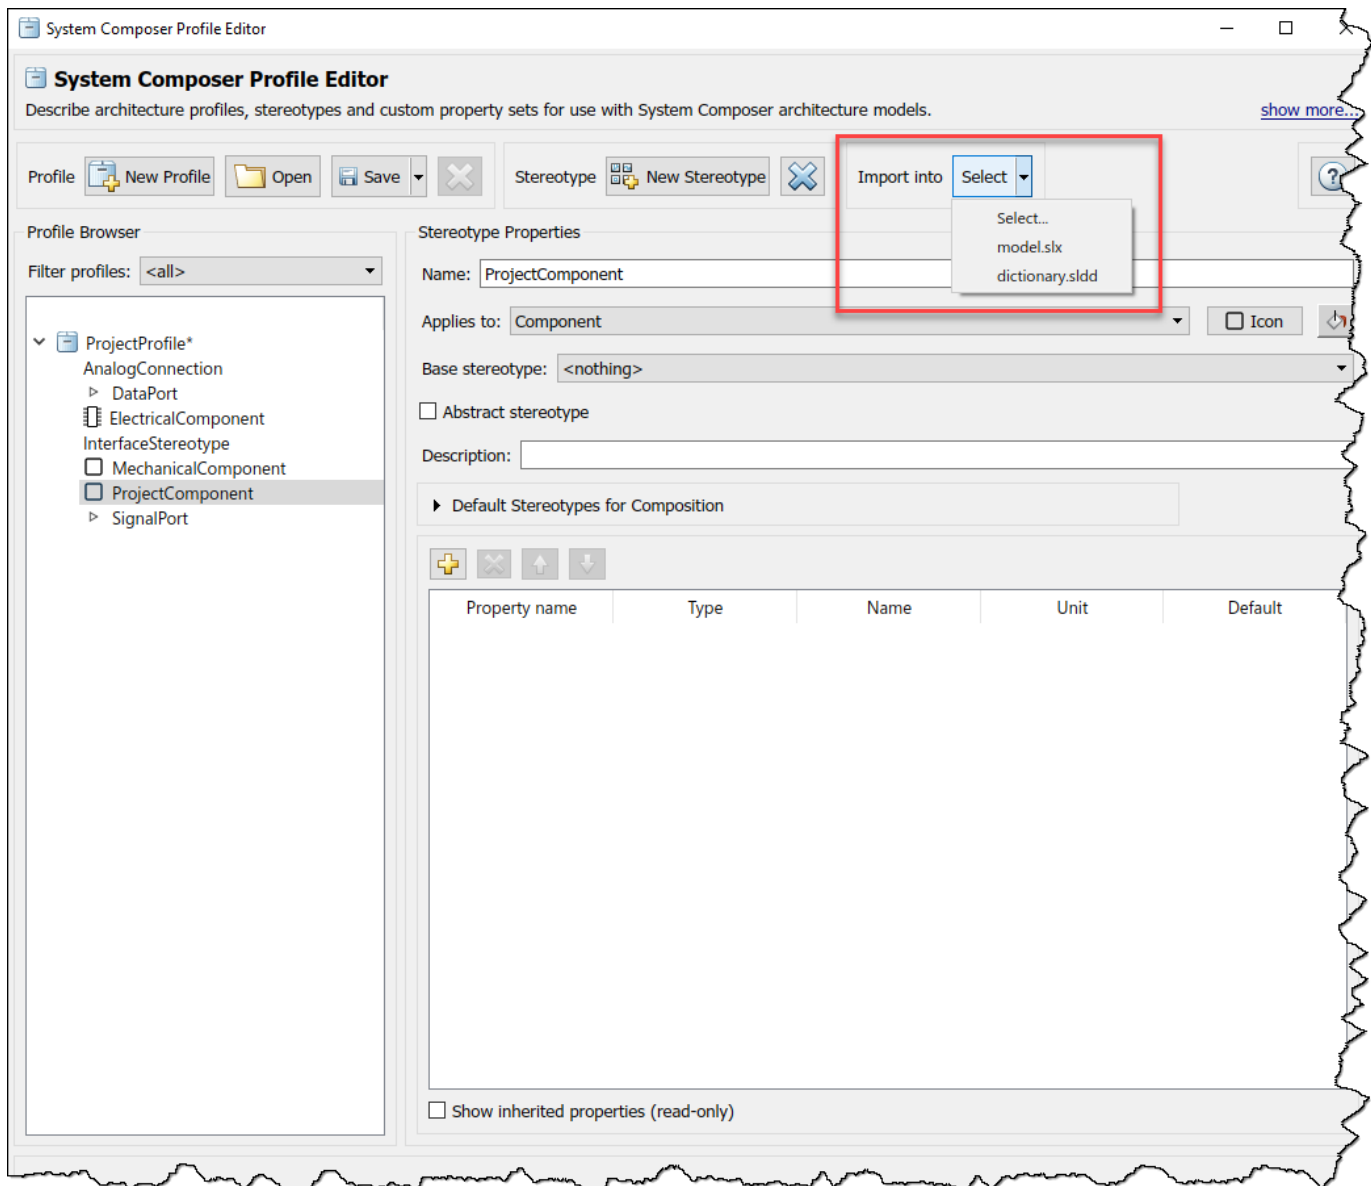 System Composer Profile Editor
System Composer Profile Editor
Describe architecture profiles, stereotypes and custom property sets for use with System Composer architecture models. show more...
Profile New Profile Open Save Stereotype New Stereotype Import into Select ?
Select...
model.slx
dictionary.sldd
Profile Browser
Filter profiles: <all>
ProjectProfile*
AnalogConnection
DataPort
ElectricalComponent
InterfaceStereotype
MechanicalComponent
ProjectComponent
SignalPort
Stereotype Properties
Name: ProjectComponent
Applies to: Component Icon
Base stereotype: <nothing>
Abstract stereotype
Description:
Default Stereotypes for Composition
Property name Type Name Unit Default
Show inherited properties (read-only)